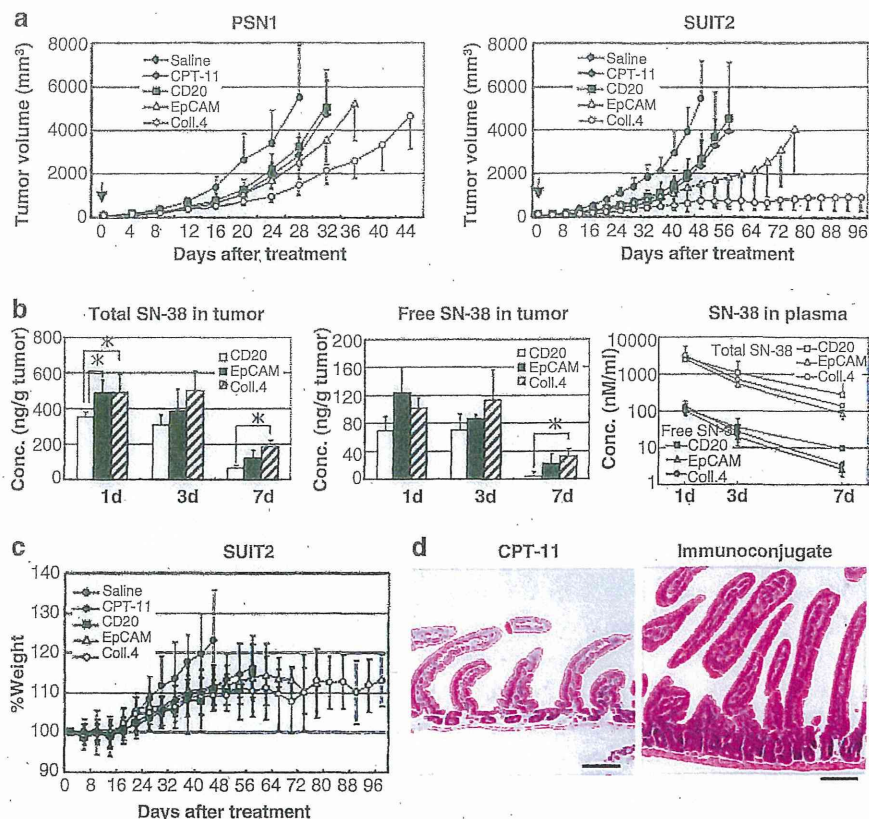 a
PSN1
Tumor volume (mm³)
8000
6000
4000
2000
0
Saline
CPT-11
CD20
EpCAM
Coll.4
0 4 8 12 16 20 24 28 32 36 40 44
Days after treatment
SUIT2
Tumor volume (mm³)
8000
6000
4000
2000
0
Saline
CPT-11
CD20
EpCAM
Coll.4
0 8 16 24 32 40 48 56 64 72 80 88 96
Days after treatment
b
Total SN-38 in tumor
Conc. (ng/g tumor)
800
600
400
200
0
CD20
EpCAM
Coll.4
* *
*
1d 3d 7d
Free SN-38 in tumor
Conc. (ng/g tumor)
200
160
120
80
40
0
CD20
EpCAM
Coll.4
*
1d 3d 7d
SN-38 in plasma
Conc. (nM/ml)
10000
1000
100
10
1
Total SN-38
CD20
EpCAM
Coll.4
Free SN-38
CD20
EpCAM
Coll.4
1d 3d 7d
c
SUIT2
%Weight
140
130
120
110
100
90
Saline
CPT-11
CD20
EpCAM
Coll.4
0 8 16 24 32 40 48 56 64 72 80 88 96
Days after treatment
d
CPT-11
Immunoconjugate